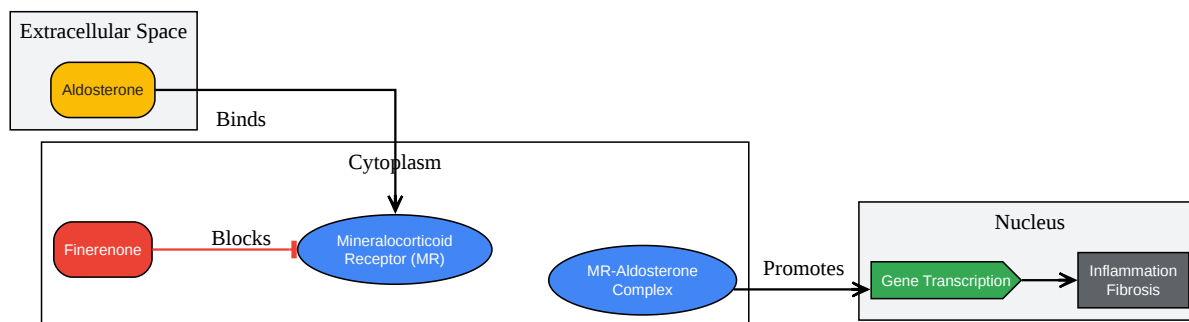 Extracellular Space
Aldosterone
Binds
Cytoplasm
Finerenone
Blocks
Mineralocorticoid
Receptor (MR)
MR-Aldosterone
Complex
Promotes
Nucleus
Gene Transcription
Inflammation
Fibrosis